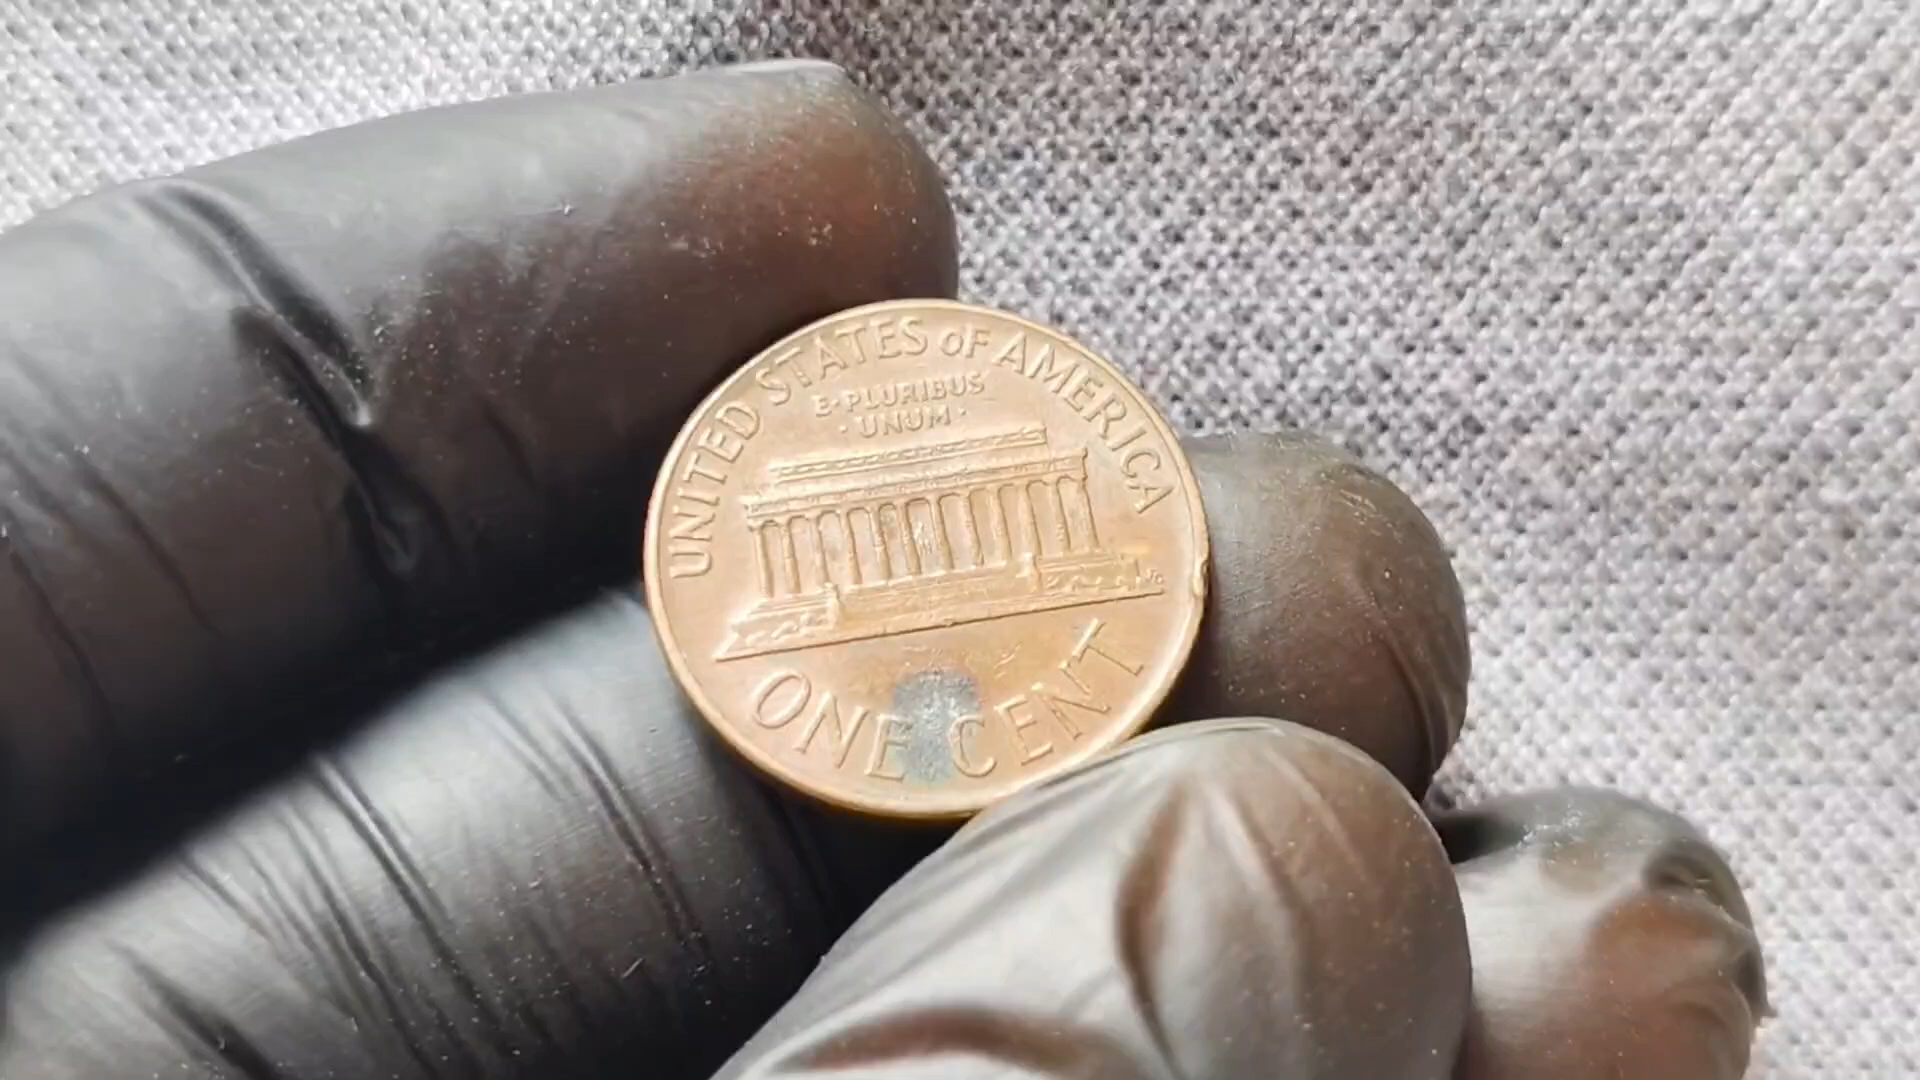 UNITED STATES oF AMERICA
E·PLURIBUS
·UNUM·
ONE CENT